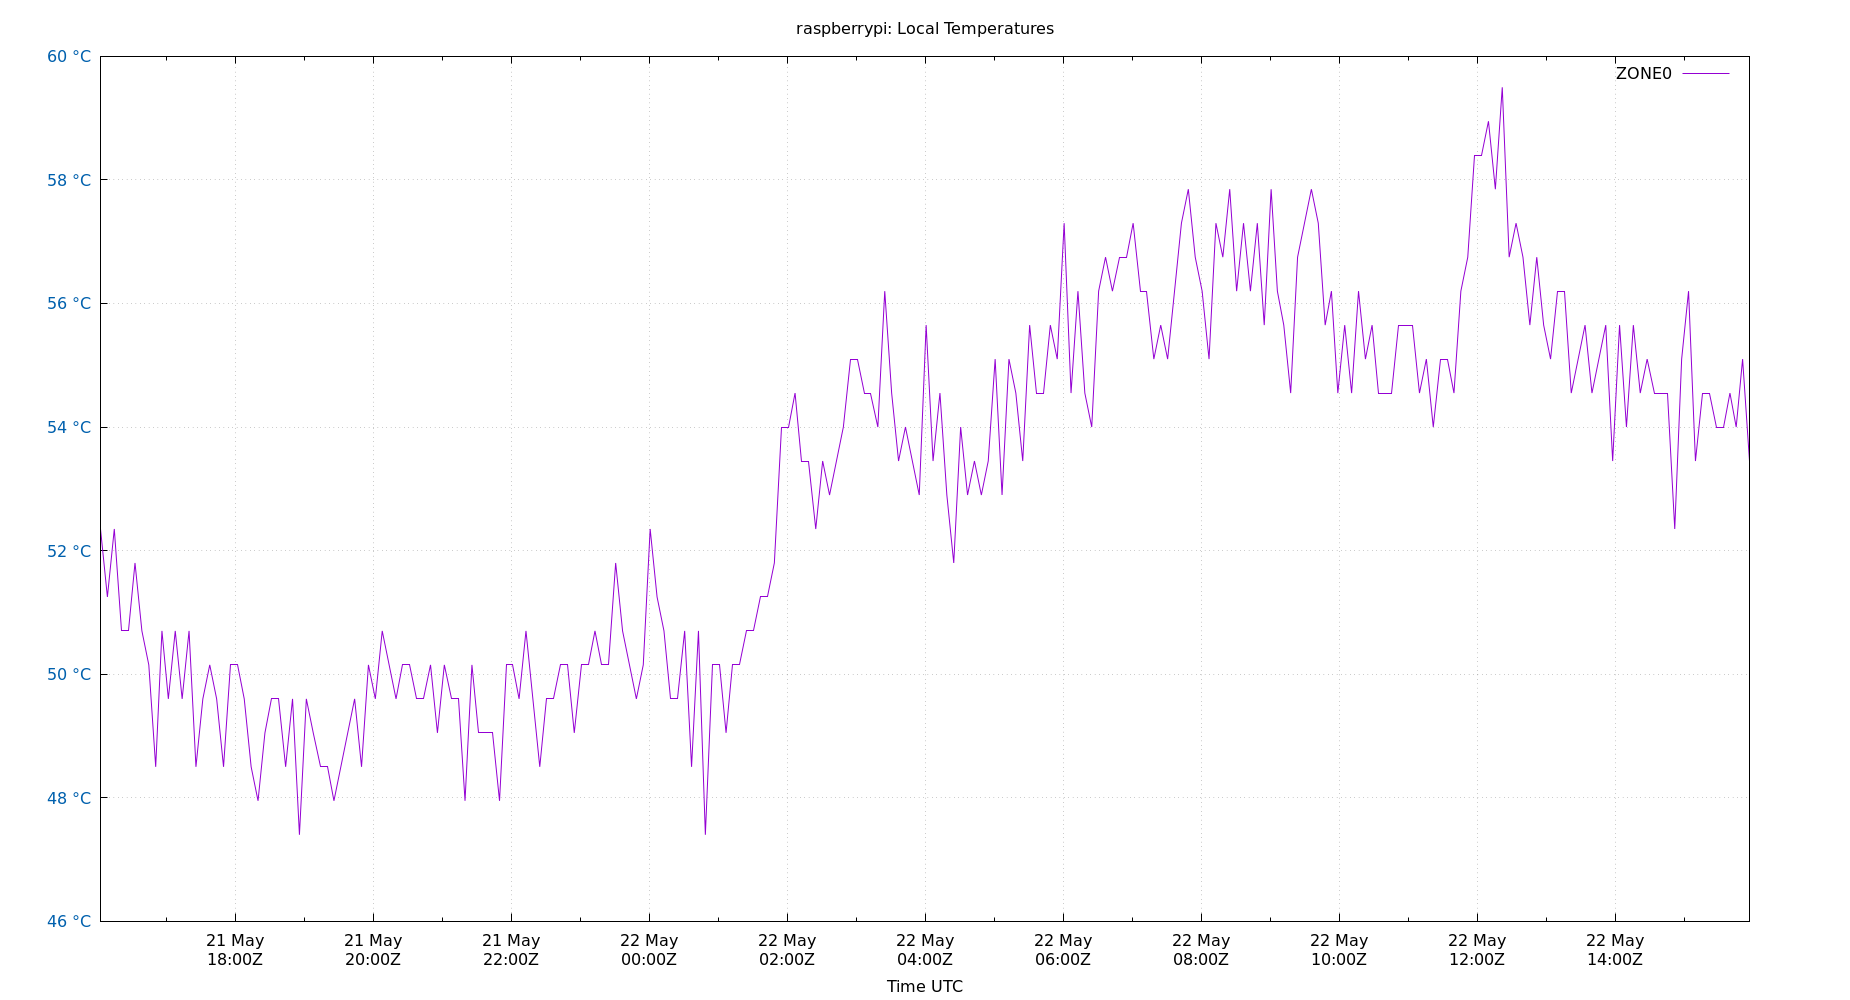 raspberrypi: Local Temperatures
60 °C
ZONE0
58 °C
56 °C
54 °C
52 °C
50 °C
48 °C
46 °C
21 May 21 May 21 May 22 May 22 May 22 May 22 May 22 May 22 May 22 May 22 May
18:00Z 20:00Z 22:00Z 00:00Z 02:00Z 04:00Z 06:00Z 08:00Z 10:00Z 12:00Z 14:00Z
Time UTC